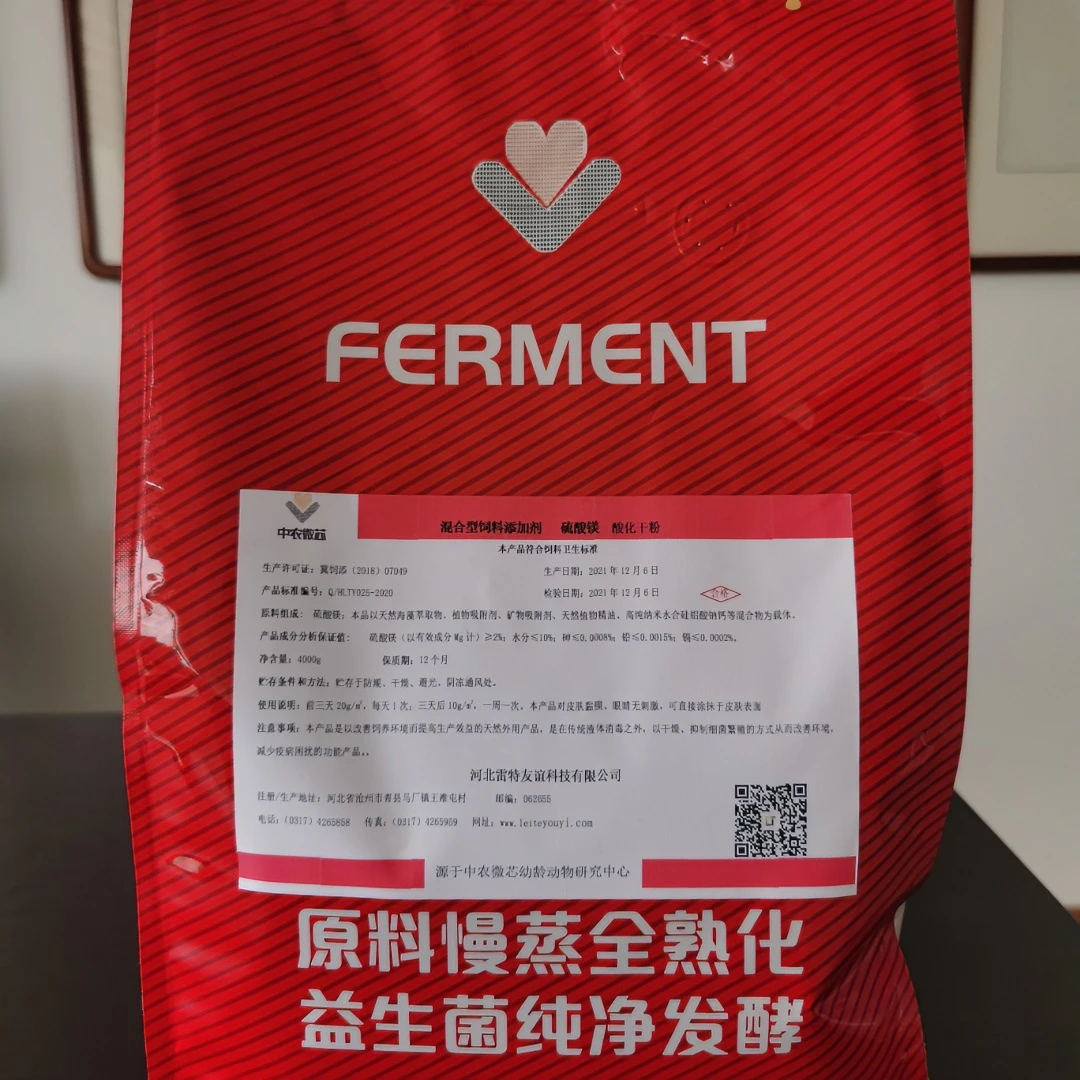 FERMENT
中农微芯
混合型饲料添加剂 硫酸镁 酸化干粉
本产品符合饲料卫生标准
生产许可证：冀饲添（2018）07049 生产日期：2021年12月6日
产品标准编号：Q/HLTY025-2020 检验日期：2021年12月6日 合格
原料组成：硫酸镁；本品以天然海藻萃取物、植物吸附剂、矿物吸附剂、天然植物精油、高纯纳米水合硅铝酸钠钙等混合物为载体。
产品成分分析保证值：硫酸镁（以有效成分Mg计）≥2%；水分≤10%；砷≤0.0008%；铅≤0.0015%；镉≤0.0002%。
净含量：4000g 保质期：12个月
贮存条件和方法：贮存于防曝、干燥、避光、阴凉通风处。
使用说明：前三天20g/㎡，每天1次；三天后10g/㎡，一周一次。本产品对皮肤黏膜、眼睛无刺激，可直接涂抹于皮肤表面
注意事项：本产品是以改善饲养环境而提高生产效益的天然外用产品，是在传统液体消毒之外，以干燥、抑制细菌繁殖的方式从而改善环境，
减少疫病困扰的功能产品。.
河北雷特友谊科技有限公司
注册/生产地址：河北省沧州市青县马厂镇王维屯村 邮编：062655
电话：（0317）4265858 传真：（0317）4265959 网址：www.leiteyouyi.com
源于中农微芯幼龄动物研究中心
原料慢蒸全熟化
益生菌纯净发酵